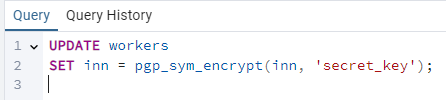 Query Query History
1 UPDATE workers
2 SET inn = pgp_sym_encrypt(inn, 'secret_key');
3